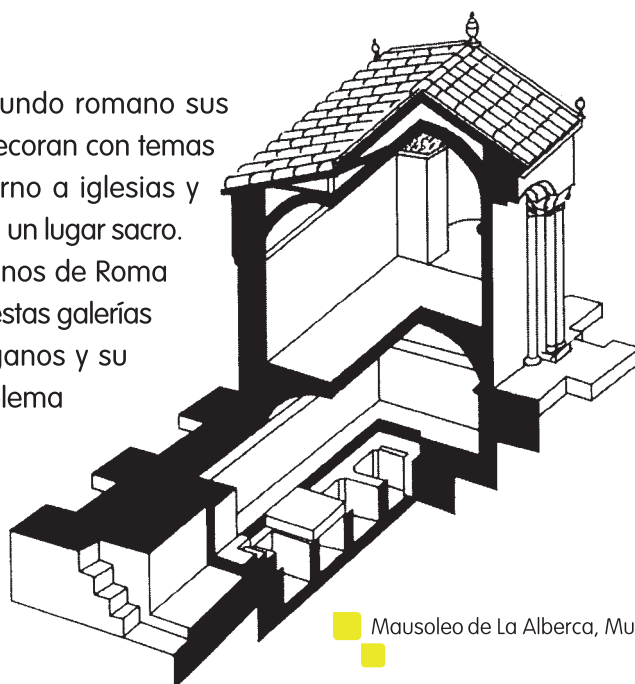 undo romano sus
ecoran con temas
rno a iglesias y
un lugar sacro.
nos de Roma
estas galerías
ganos y su
lema
Mausoleo de La Alberca, Mu